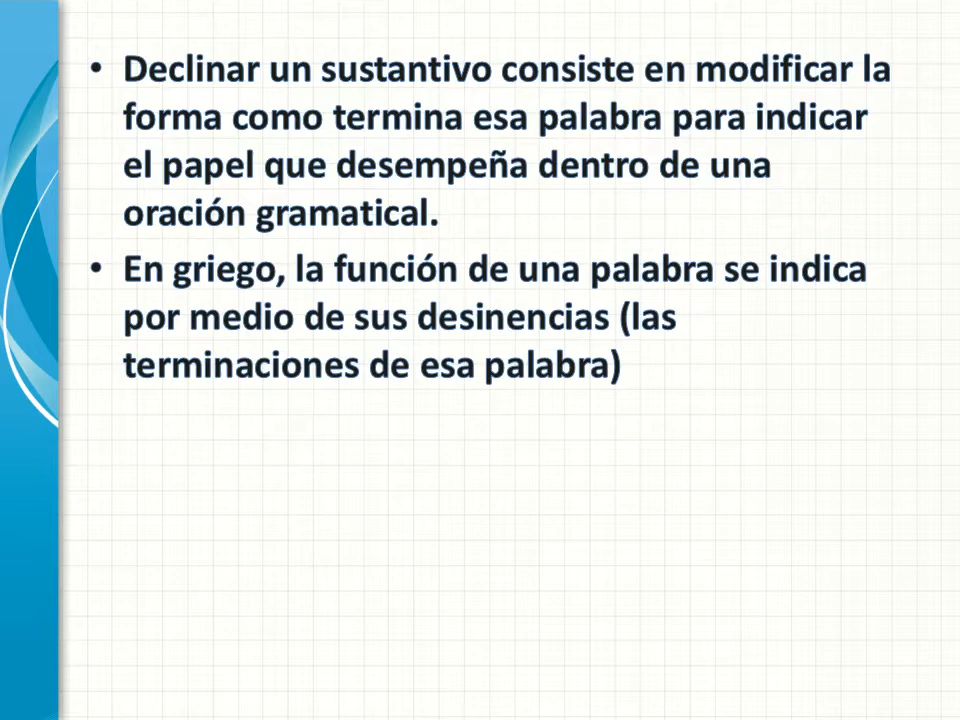 • Declinar un sustantivo consiste en modificar la
forma como termina esa palabra para indicar
el papel que desempeña dentro de una
oración gramatical.
• En griego, la función de una palabra se indica
por medio de sus desinencias (las
terminaciones de esa palabra)